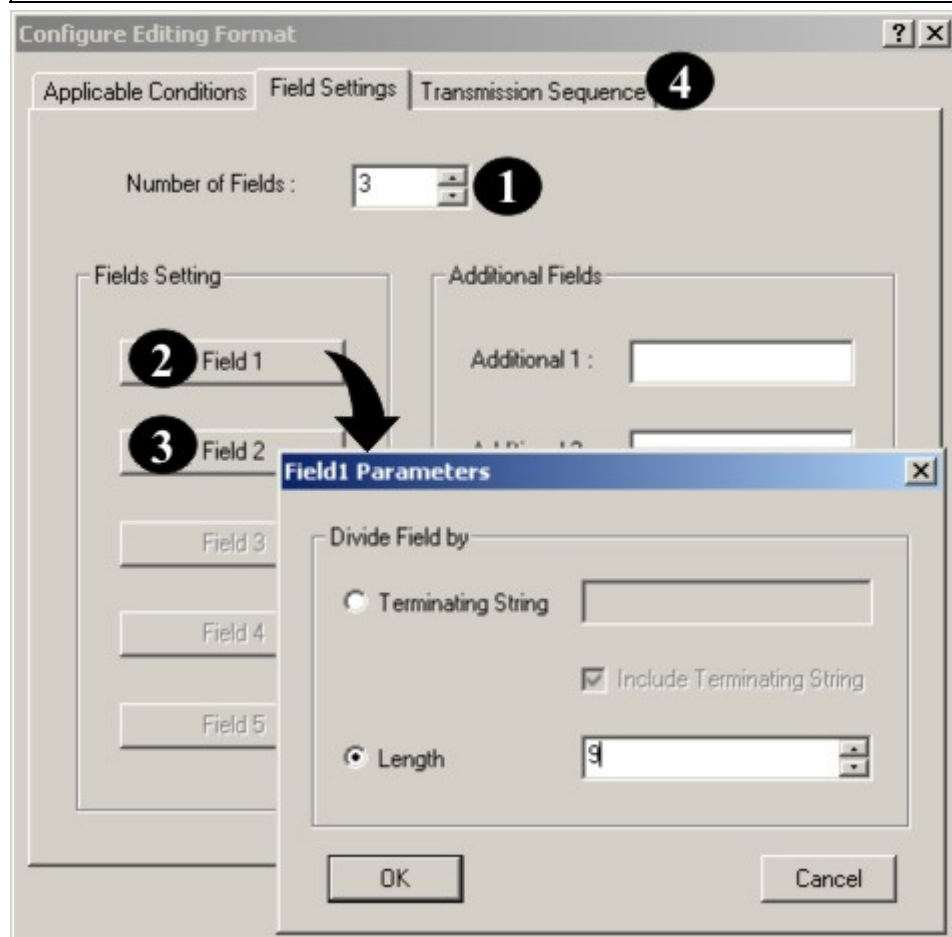 Configure Editing Format
Applicable Conditions Field Settings Transmission Sequence 4
Number of Fields : 3 1
Fields Setting
Additional Fields
2 Field 1
Additional 1 :
3 Field 2
Field1 Parameters
Field 3
Divide Field by
Terminating String
Field 4
Include Terminating String
Field 5
Length 9
OK Cancel